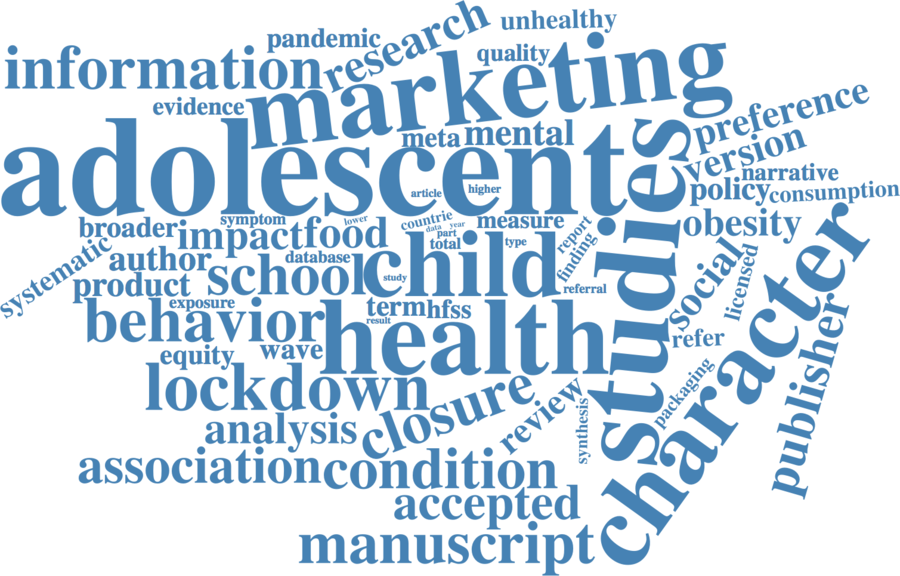 unhealthy
pandemic
research
quality
information
marketing
evidence
preference
meta
mental
adolescent
studies
version
narrative
article
higher
policy
consumption
broader
symptom
lower
countrie
measure
obesity
data
year
impact
food
part
report
systematic
author
database
total
type
finding
school
child
social
product
study
referral
licensed
exposure
term
hfss
behavior
result
health
character
refer
equity
wave
publisher
lockdown
closure
review
packaging
analysis
synthesis
association
condition
accepted
manuscript